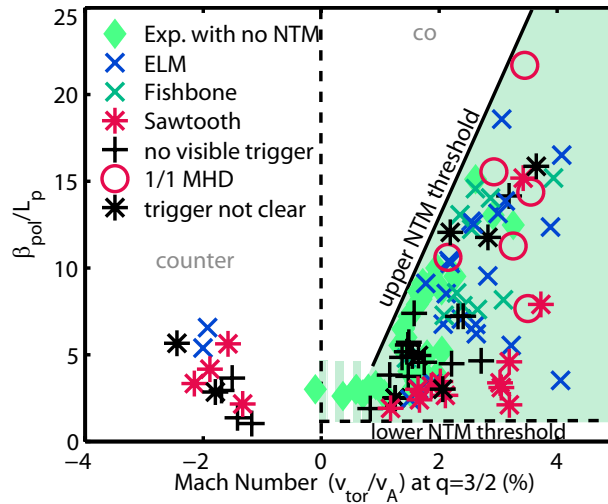 co
Exp. with no NTM
ELM
Fishbone
Sawtooth
no visible trigger
1/1 MHD
trigger not clear
counter
upper NTM threshold
lower NTM threshold
β_pol/L_p
25
20
15
10
5
0
−4
−2
0
2
4
Mach Number (v_tor/v_A) at q=3/2 (%)